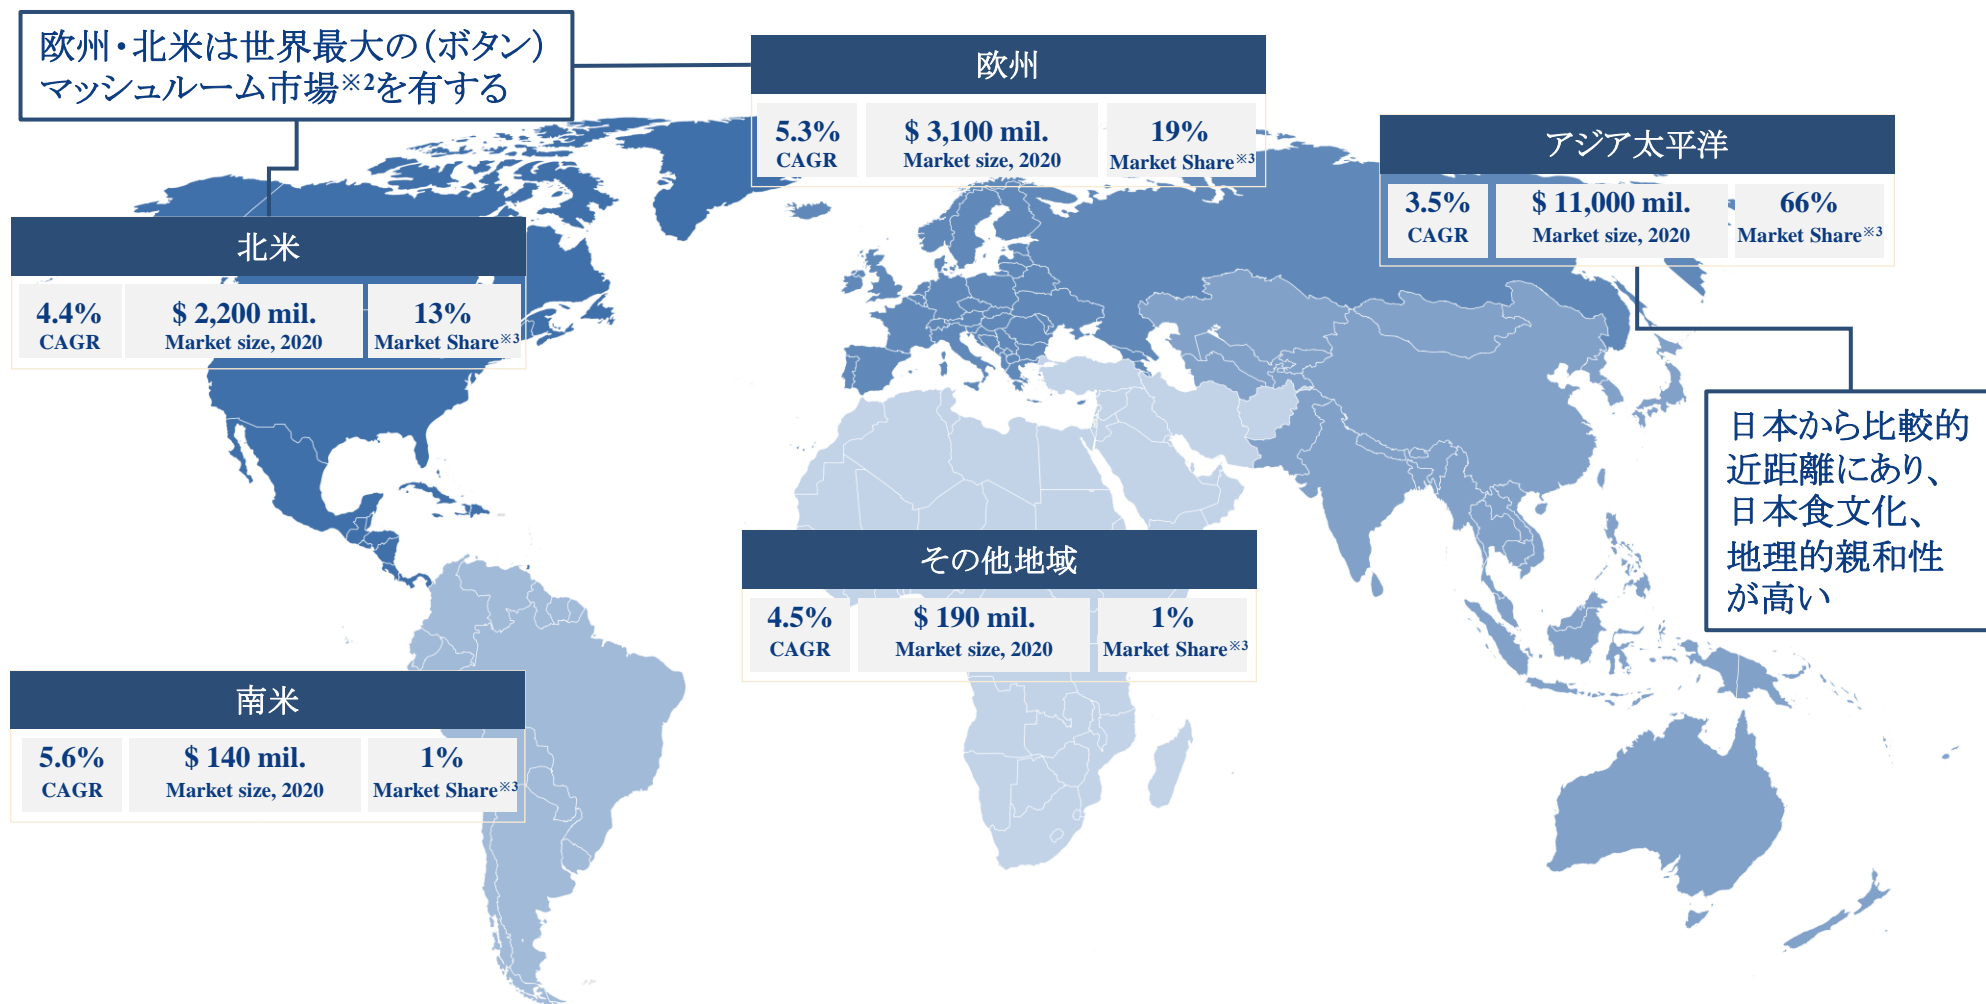 欧州・北米は世界最大の（ボタン）
マッシュルーム市場※2を有する
欧州
5.3%
CAGR
$ 3,100 mil.
Market size, 2020
19%
Market Share※3
アジア太平洋
3.5%
CAGR
$ 11,000 mil.
Market size, 2020
66%
Market Share※3
北米
4.4%
CAGR
$ 2,200 mil.
Market size, 2020
13%
Market Share※3
日本から比較的
近距離にあり、
日本食文化、
地理的親和性
が高い
その他地域
4.5%
CAGR
$ 190 mil.
Market size, 2020
1%
Market Share※3
南米
5.6%
CAGR
$ 140 mil.
Market size, 2020
1%
Market Share※3